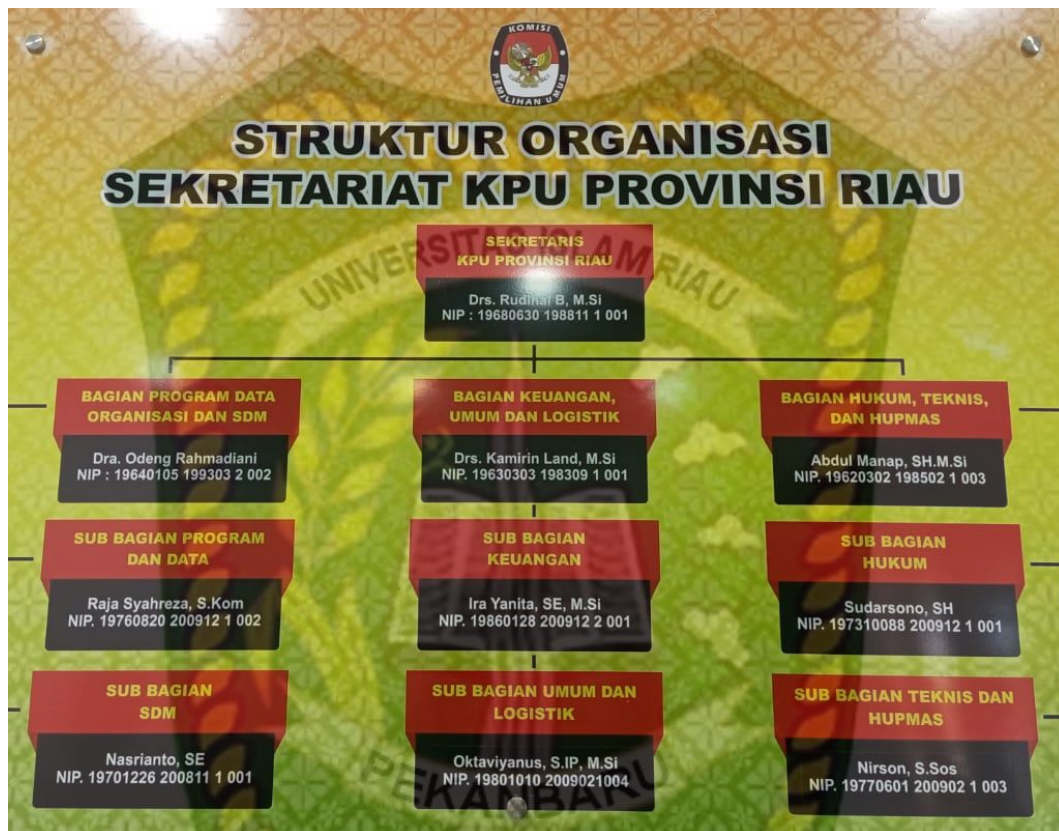 KOMISI
PEMILIHAN UMUM
STRUKTUR ORGANISASI
SEKRETARIAT KPU PROVINSI RIAU
UNIVERSITAS ISLAM RIAU
SEKRETARIS
KPU PROVINSI RIAU
Drs. Rudinal B, M.Si
NIP : 19680630 198811 1 001
BAGIAN PROGRAM DATA
ORGANISASI DAN SDM
Dra. Odeng Rahmadiani
NIP : 19640105 199303 2 002
BAGIAN KEUANGAN,
UMUM DAN LOGISTIK
Drs. Kamirin Land, M.Si
NIP. 19630303 198309 1 001
BAGIAN HUKUM, TEKNIS,
DAN HUPMAS
Abdul Manap, SH.M.Si
NIP. 19620302 198502 1 003
SUB BAGIAN PROGRAM
DAN DATA
Raja Syahreza, S.Kom
NIP. 19760820 200912 1 002
SUB BAGIAN
KEUANGAN
Ira Yanita, SE, M.Si
NIP. 19860128 200912 2 001
SUB BAGIAN
HUKUM
Sudarsono, SH
NIP. 197310088 200912 1 001
SUB BAGIAN
SDM
Nasrianto, SE
NIP. 19701226 200811 1 001
SUB BAGIAN UMUM DAN
LOGISTIK
Oktaviyanus, S.IP, M.Si
NIP. 19801010 2009021004
SUB BAGIAN TEKNIS DAN
HUPMAS
Nirson, S.Sos
NIP. 19770601 200902 1 003
PEKANBARU